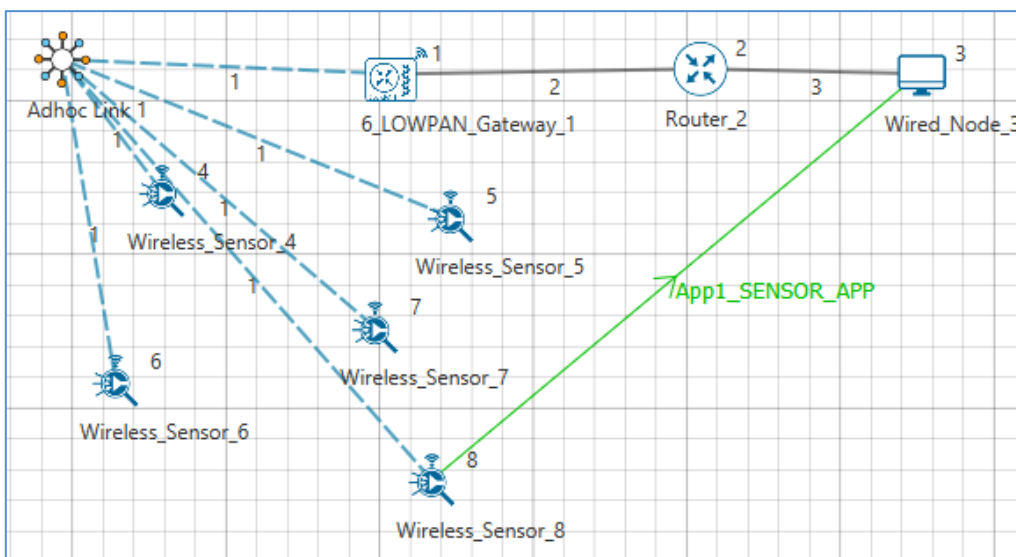 1
2
3
1
2
3
Adhoc Link 1
6_LOWPAN_Gateway_1
Router_2
Wired_Node_3
1
1
4
5
1
1
Wireless_Sensor_4
Wireless_Sensor_5
1
App1_SENSOR_APP
7
6
Wireless_Sensor_7
Wireless_Sensor_6
8
Wireless_Sensor_8